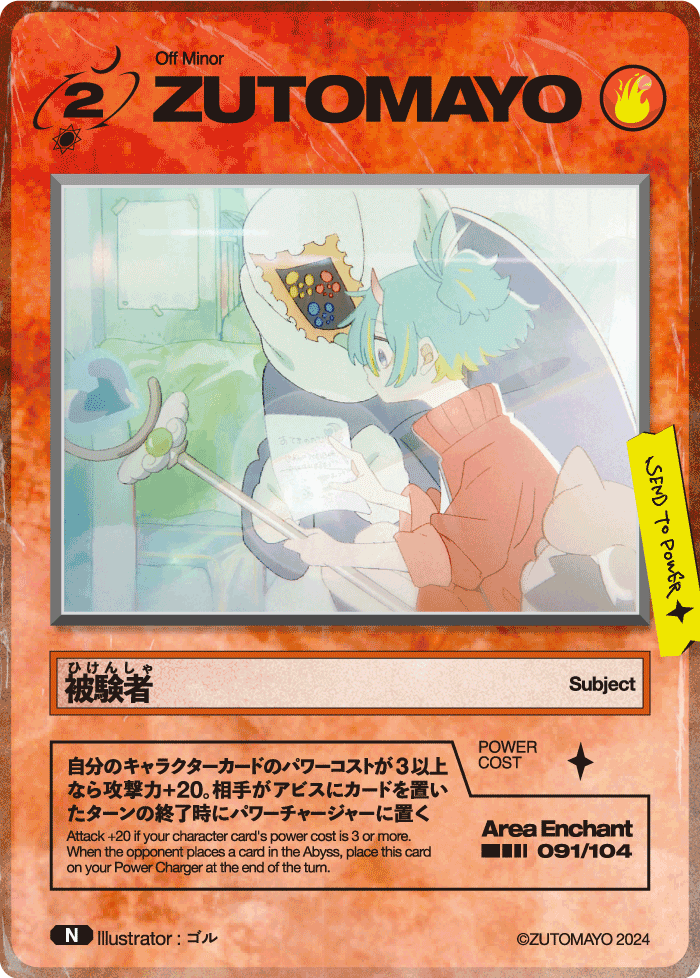 Off Minor
2 ZUTOMAYO
SEND TO POWER
ひけんしゃ
被験者
Subject
自分のキャラクターカードのパワーコストが3以上
なら攻撃力+20。相手がアビスにカードを置い
たターンの終了時にパワーチャージャーに置く
Attack +20 if your character card's power cost is 3 or more.
When the opponent places a card in the Abyss, place this card
on your Power Charger at the end of the turn.
POWER
COST
Area Enchant
091/104
N Illustrator : ゴル
©ZUTOMAYO 2024